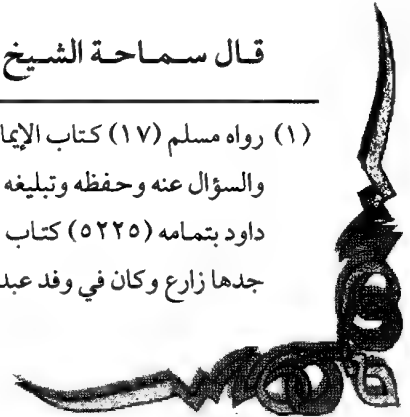 قال سماحة الشيخ
(١) رواه مسلم (١٧) كتاب الإيما
والسؤال عنه وحفظه وتبليغه
داود بتمامه (٥٢٢٥) كتاب
جدها زارع وكان في وفد عبد